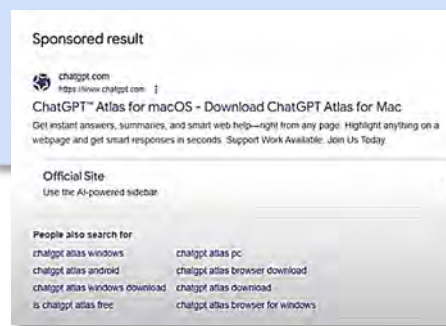 Sponsored result
chatgpt.com
https://www.chatgpt.com
ChatGPT™ Atlas for macOS - Download ChatGPT Atlas for Mac
Get instant answers, summaries, and smart web help—right from any page. Highlight anything on a
webpage and get smart responses in seconds. Support Work Available. Join Us Today.
Official Site
Use the AI-powered sidebar
People also search for
chatgpt atlas windows
chatgpt atlas pc
chatgpt atlas android
chatgpt atlas browser download
chatgpt atlas windows download
chatgpt atlas download
is chatgpt atlas free
chatgpt atlas browser for windows